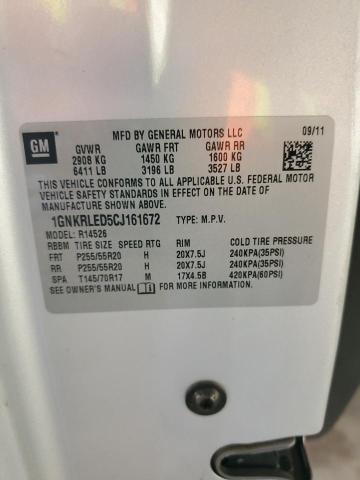 MFD BY GENERAL MOTORS LLC 09/11
GM GVWR GAWR FRT GAWR RR
2908 KG 1450 KG 1600 KG
6411 LB 3196 LB 3527 LB
THIS VEHICLE CONFORMS TO ALL APPLICABLE U.S. FEDERAL MOTOR
VEHICLE SAFETY STANDARDS IN EFFECT ON THE DATE OF
MANUFACTURE SHOWN ABOVE.
1GNKRLED5CJ161672 TYPE: M.P.V.
MODEL: R14526
RBBM TIRE SIZE SPEED RTG RIM COLD TIRE PRESSURE
FRT P255/55R20 H 20X7.5J 240KPA(35PSI)
RR P255/55R20 H 20X7.5J 240KPA(35PSI)
SPA T145/70R17 M 17X4.5B 420KPA(60PSI)
SEE OWNER'S MANUAL FOR MORE INFORMATION.